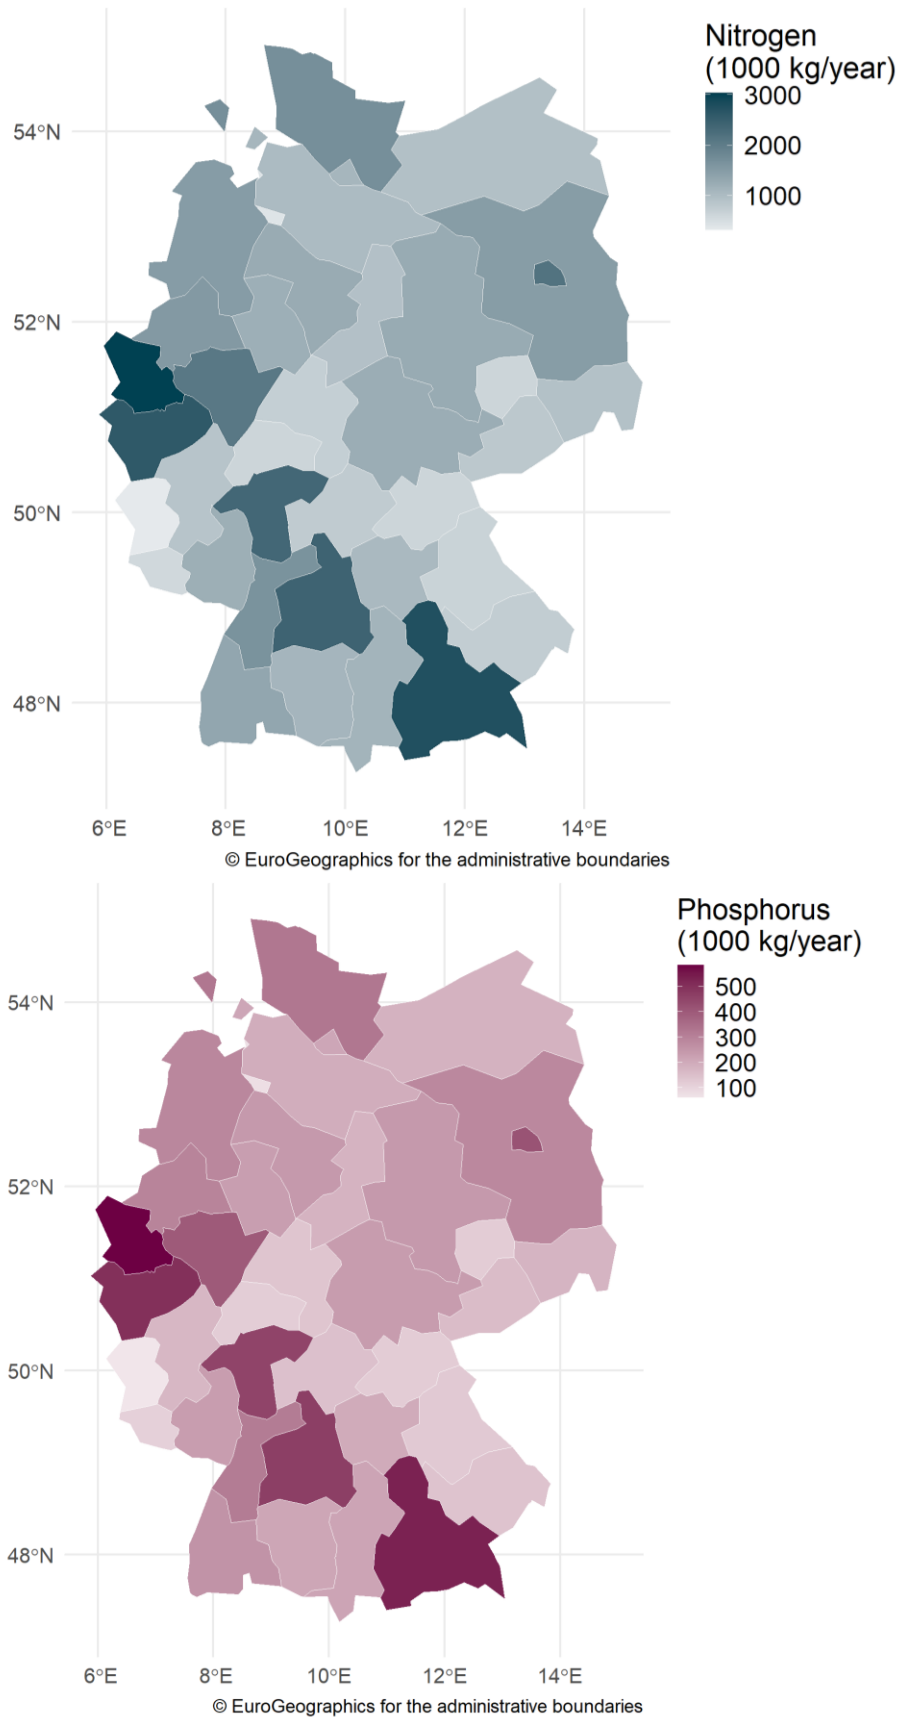 Nitrogen
(1000 kg/year)
3000
2000
1000
54°N
52°N
50°N
48°N
6°E 8°E 10°E 12°E 14°E
© EuroGeographics for the administrative boundaries
Phosphorus
(1000 kg/year)
500
400
300
200
100
54°N
52°N
50°N
48°N
6°E 8°E 10°E 12°E 14°E
© EuroGeographics for the administrative boundaries